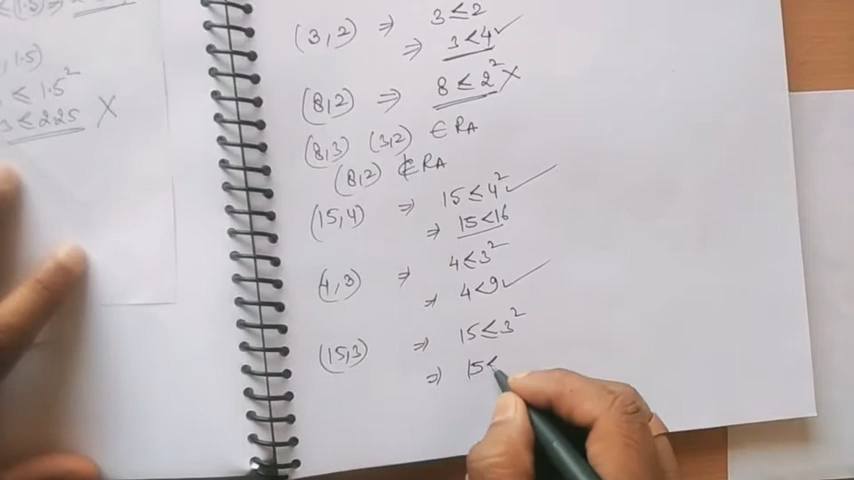 , 1.5)
≤ 1.5²
3 ≤ 2.25 ✗
(3,2) ⇒ 3 ≤ 2
⇒ 3 < 4 ✓
(8,2) ⇒ 8 ≤ 2² ✗
(8,3) (3,2) ∈ RA
(8,2) ∉ RA
(15,4) ⇒ 15 ≤ 4² ✓
⇒ 15 < 16
(4,3) ⇒ 4 ≤ 3²
⇒ 4 < 9 ✓
(15,3) ⇒ 15 ≤ 3²
⇒ 15 <